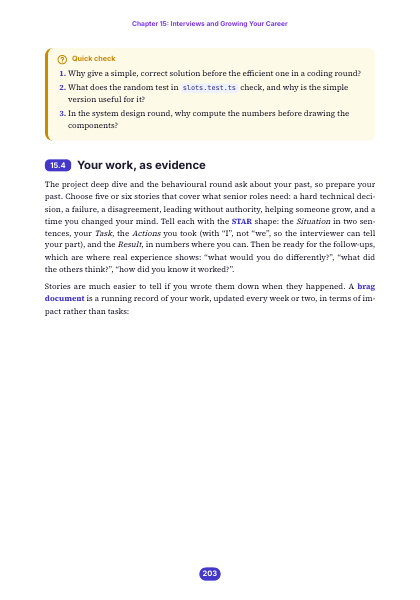 Chapter 15: Interviews and Growing Your Career
Quick check
1. Why give a simple, correct solution before the efficient one in a coding round?
2. What does the random test in slots.test.ts check, and why is the simple
version useful for it?
3. In the system design round, why compute the numbers before drawing the
components?
15.4 Your work, as evidence
The project deep dive and the behavioural round ask about your past, so prepare your
past. Choose five or six stories that cover what senior roles need: a hard technical deci-
sion, a failure, a disagreement, leading without authority, helping someone grow, and a
time you changed your mind. Tell each with the STAR shape: the Situation in two sen-
tences, your Task, the Actions you took (with “I”, not “we”, so the interviewer can tell
your part), and the Result, in numbers where you can. Then be ready for the follow-ups,
which are where real experience shows: “what would you do differently?”, “what did
the others think?”, “how did you know it worked?”.
Stories are much easier to tell if you wrote them down when they happened. A brag
document is a running record of your work, updated every week or two, in terms of im-
pact rather than tasks:
203